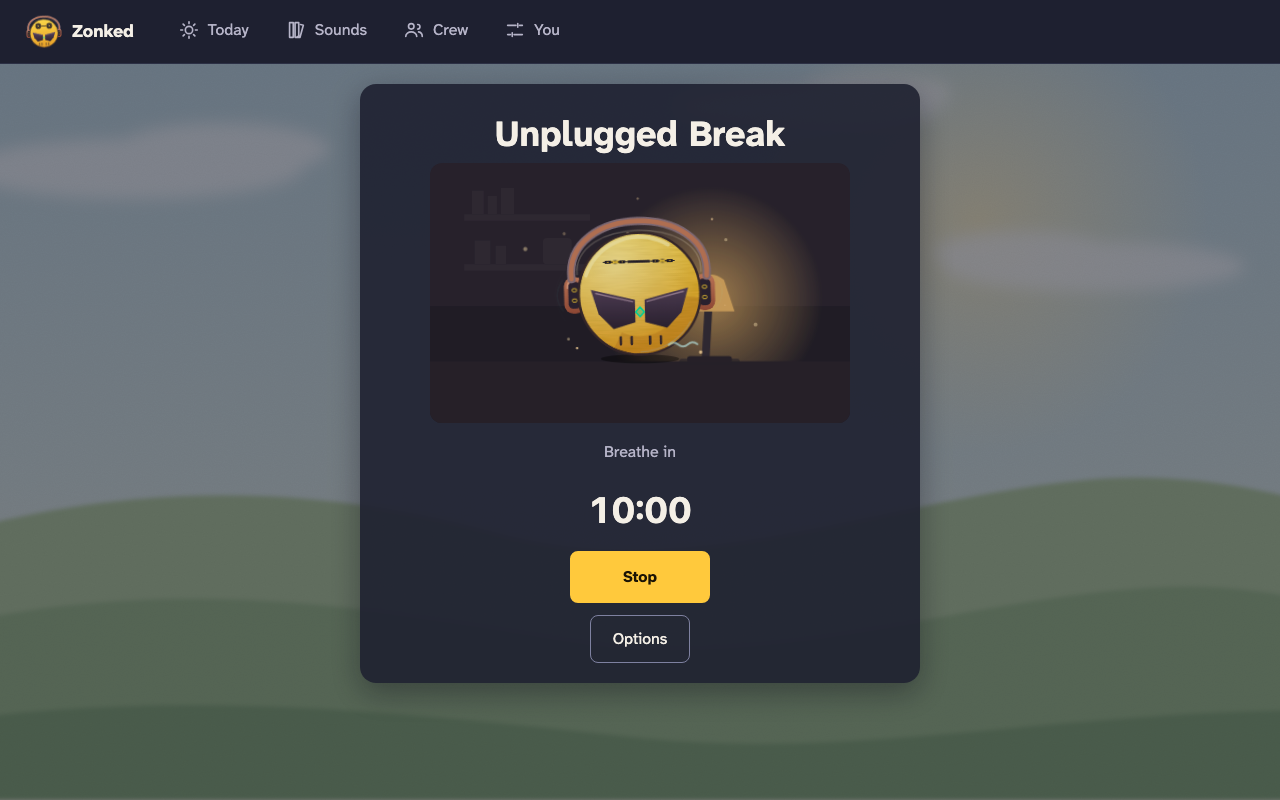 Zonked
Today
Sounds
Crew
You
Unplugged Break
Breathe in
10:00
Stop
Options